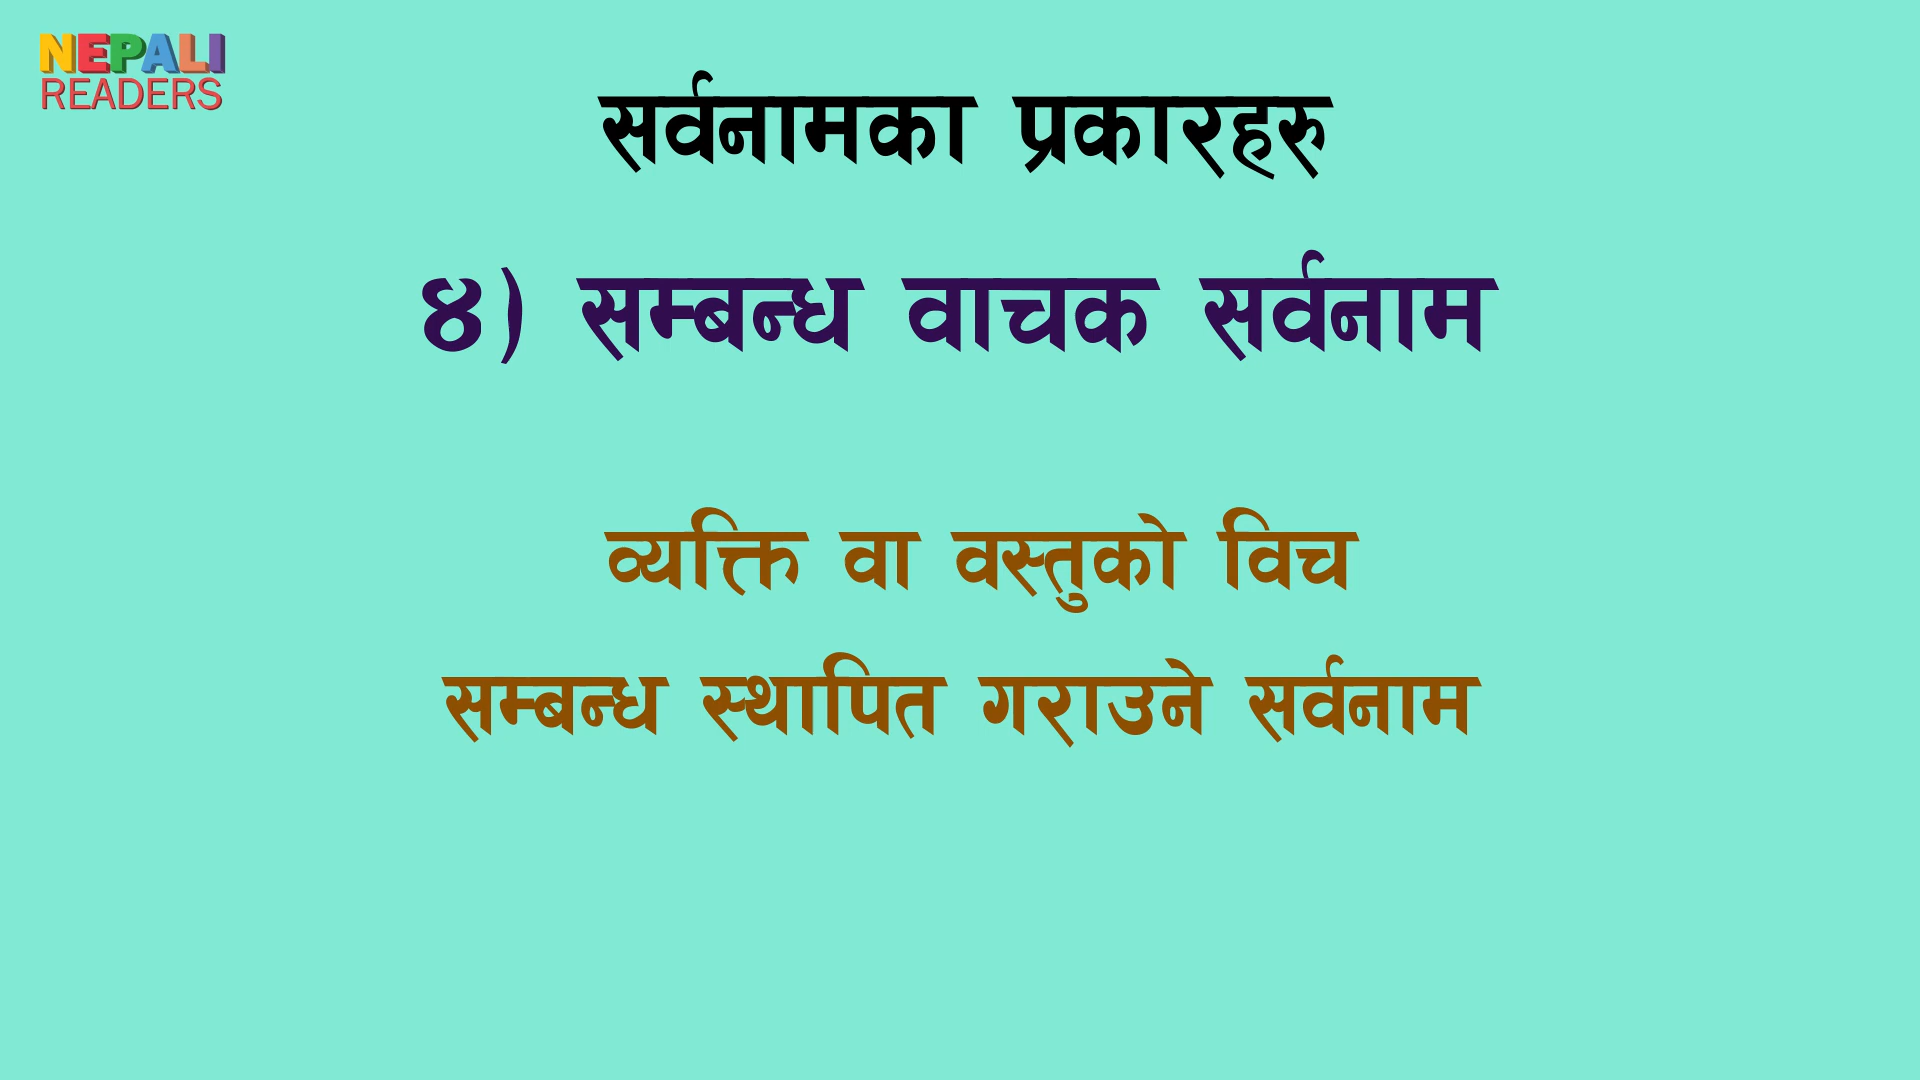 NEPALI
READERS
सर्वनामका प्रकारहरु
४) सम्बन्ध वाचक सर्वनाम
व्यक्ति वा वस्तुको विच
सम्बन्ध स्थापित गराउने सर्वनाम